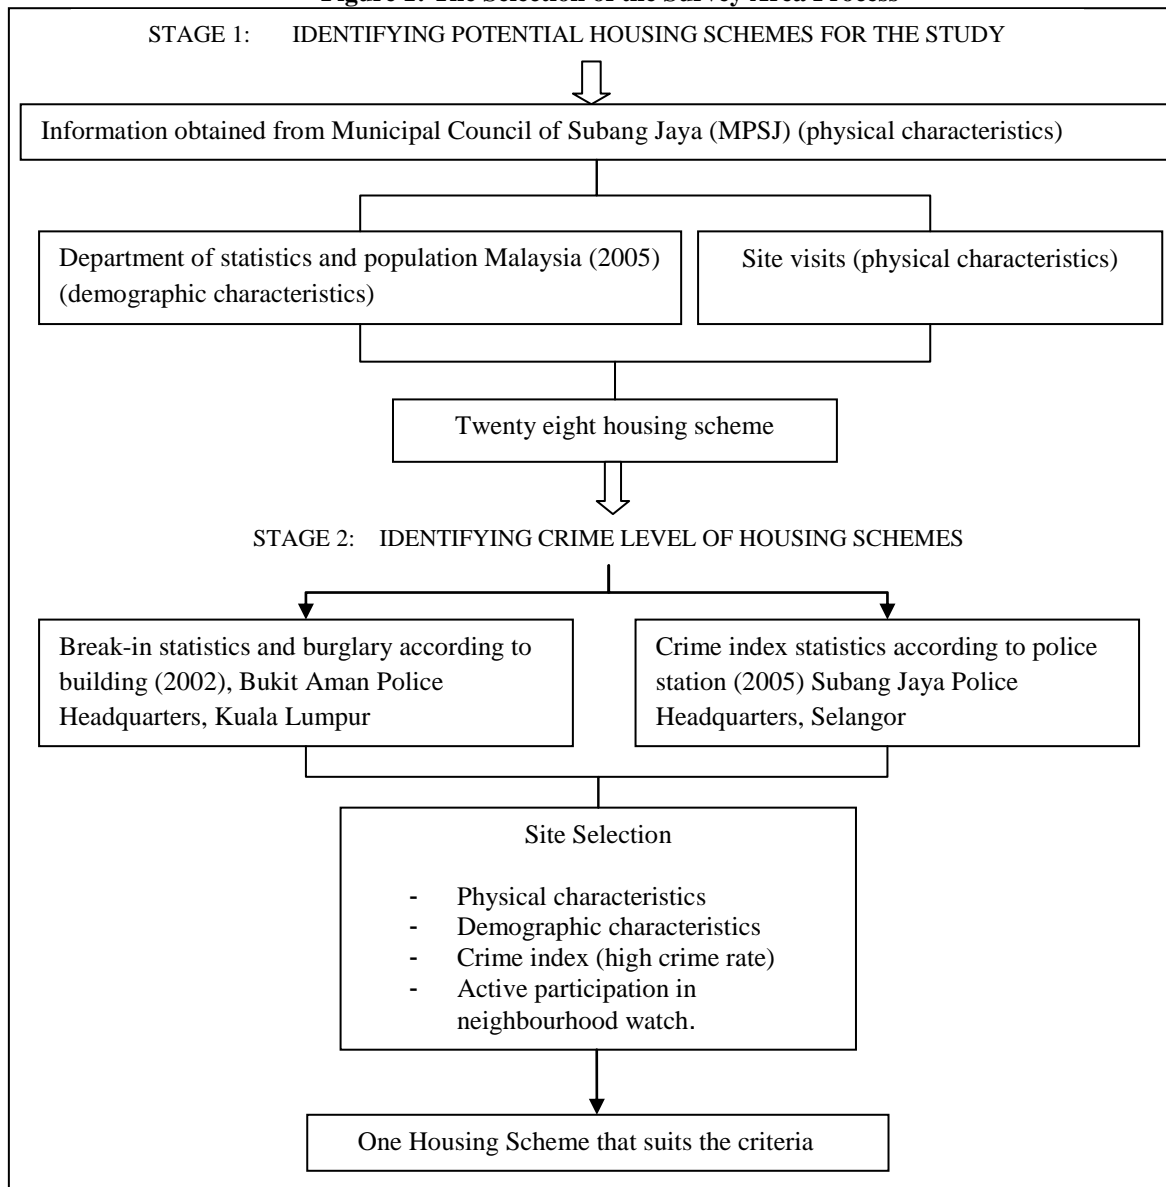 Figure 1: The Selection of the Survey Area Process
STAGE 1: IDENTIFYING POTENTIAL HOUSING SCHEMES FOR THE STUDY
Information obtained from Municipal Council of Subang Jaya (MPSJ) (physical characteristics)
Department of statistics and population Malaysia (2005)
(demographic characteristics)
Site visits (physical characteristics)
Twenty eight housing scheme
STAGE 2: IDENTIFYING CRIME LEVEL OF HOUSING SCHEMES
Break-in statistics and burglary according to
building (2002), Bukit Aman Police
Headquarters, Kuala Lumpur
Crime index statistics according to police
station (2005) Subang Jaya Police
Headquarters, Selangor
Site Selection
- Physical characteristics
- Demographic characteristics
- Crime index (high crime rate)
- Active participation in
neighbourhood watch.
One Housing Scheme that suits the criteria